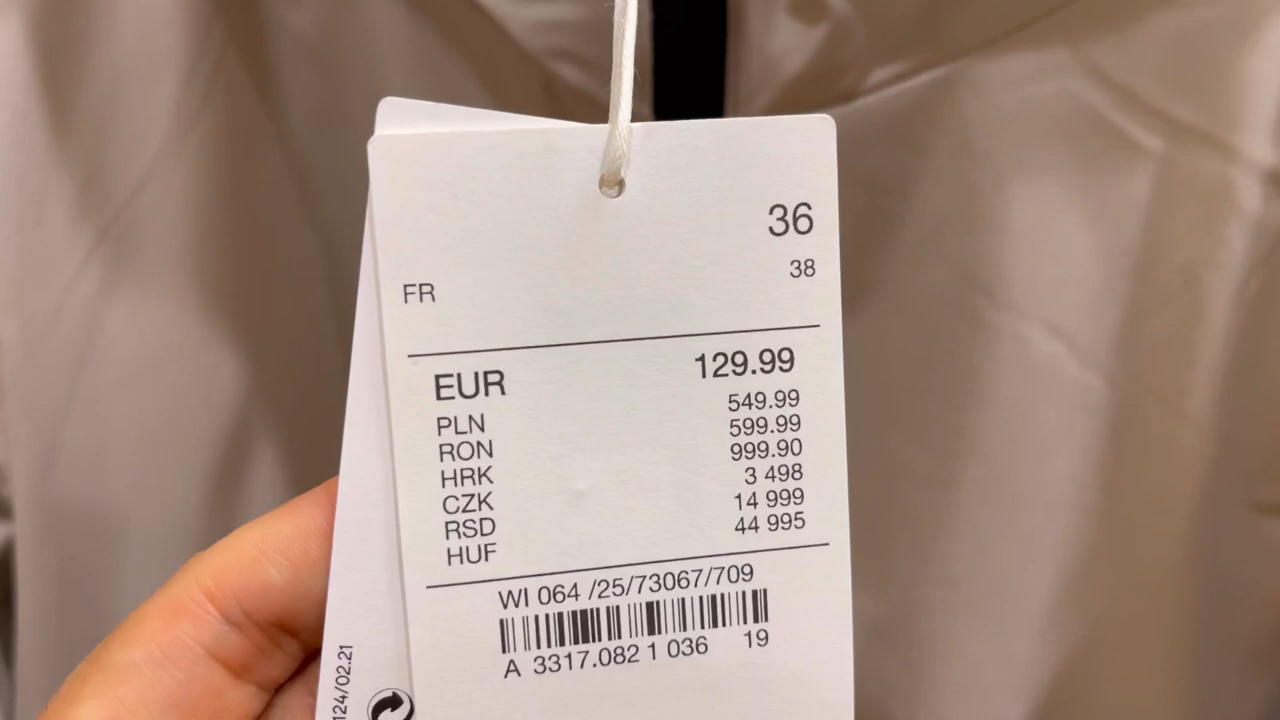 36
FR 38
EUR 129.99
PLN 549.99
RON 599.99
HRK 999.90
CZK 3 498
RSD 14 999
HUF 44 995
WI 064 /25/73067/709
A 3317.082 1 036 19
124/02.21